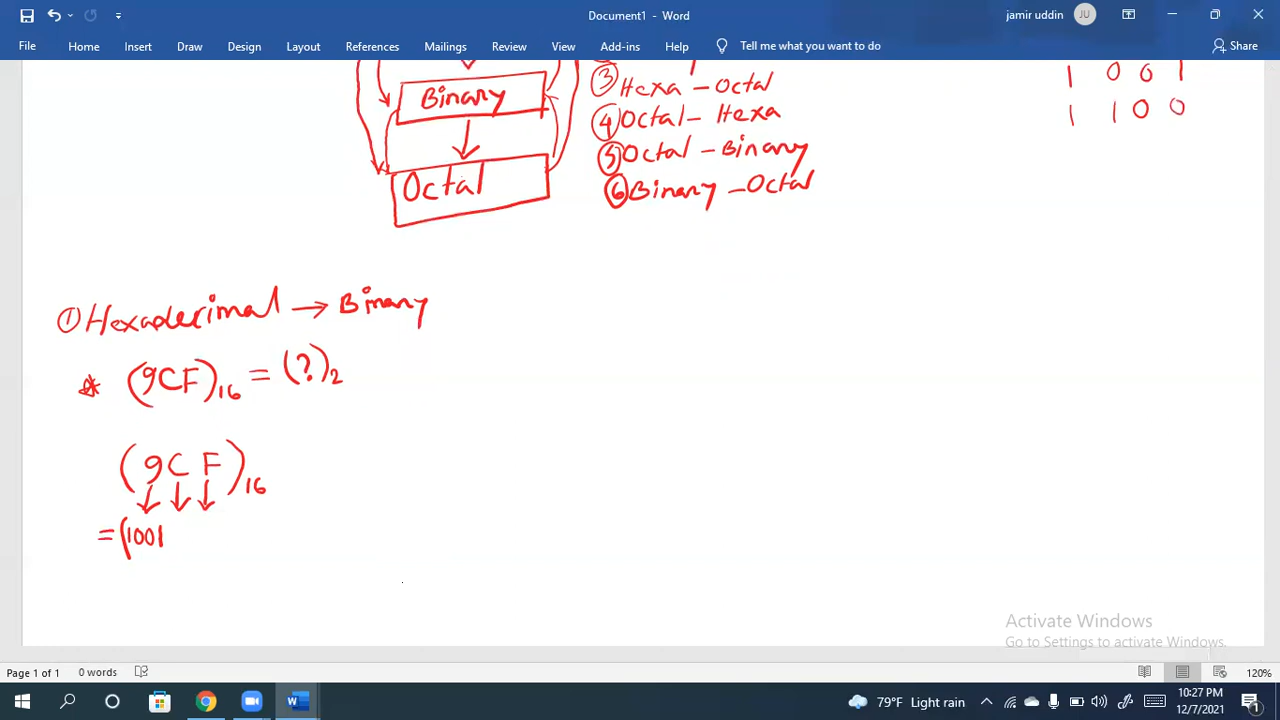 Document1 - Word
jamir uddin
JU
File Home Insert Draw Design Layout References Mailings Review View Add-ins Help Tell me what you want to do Share
Binary
Octal
③ Hexa - Octal
④ Octal - Hexa
⑤ Octal - Binary
⑥ Binary - Octal
1 0 0 1
1 1 0 0
① Hexaderimal → Binary
* (9CF)16 = (?)2
(9CF)16
↓ ↓ ↓
= (1001
Activate Windows
Go to Settings to activate Windows.
Page 1 of 1 0 words 120%
79°F Light rain
10:27 PM
12/7/2021
1